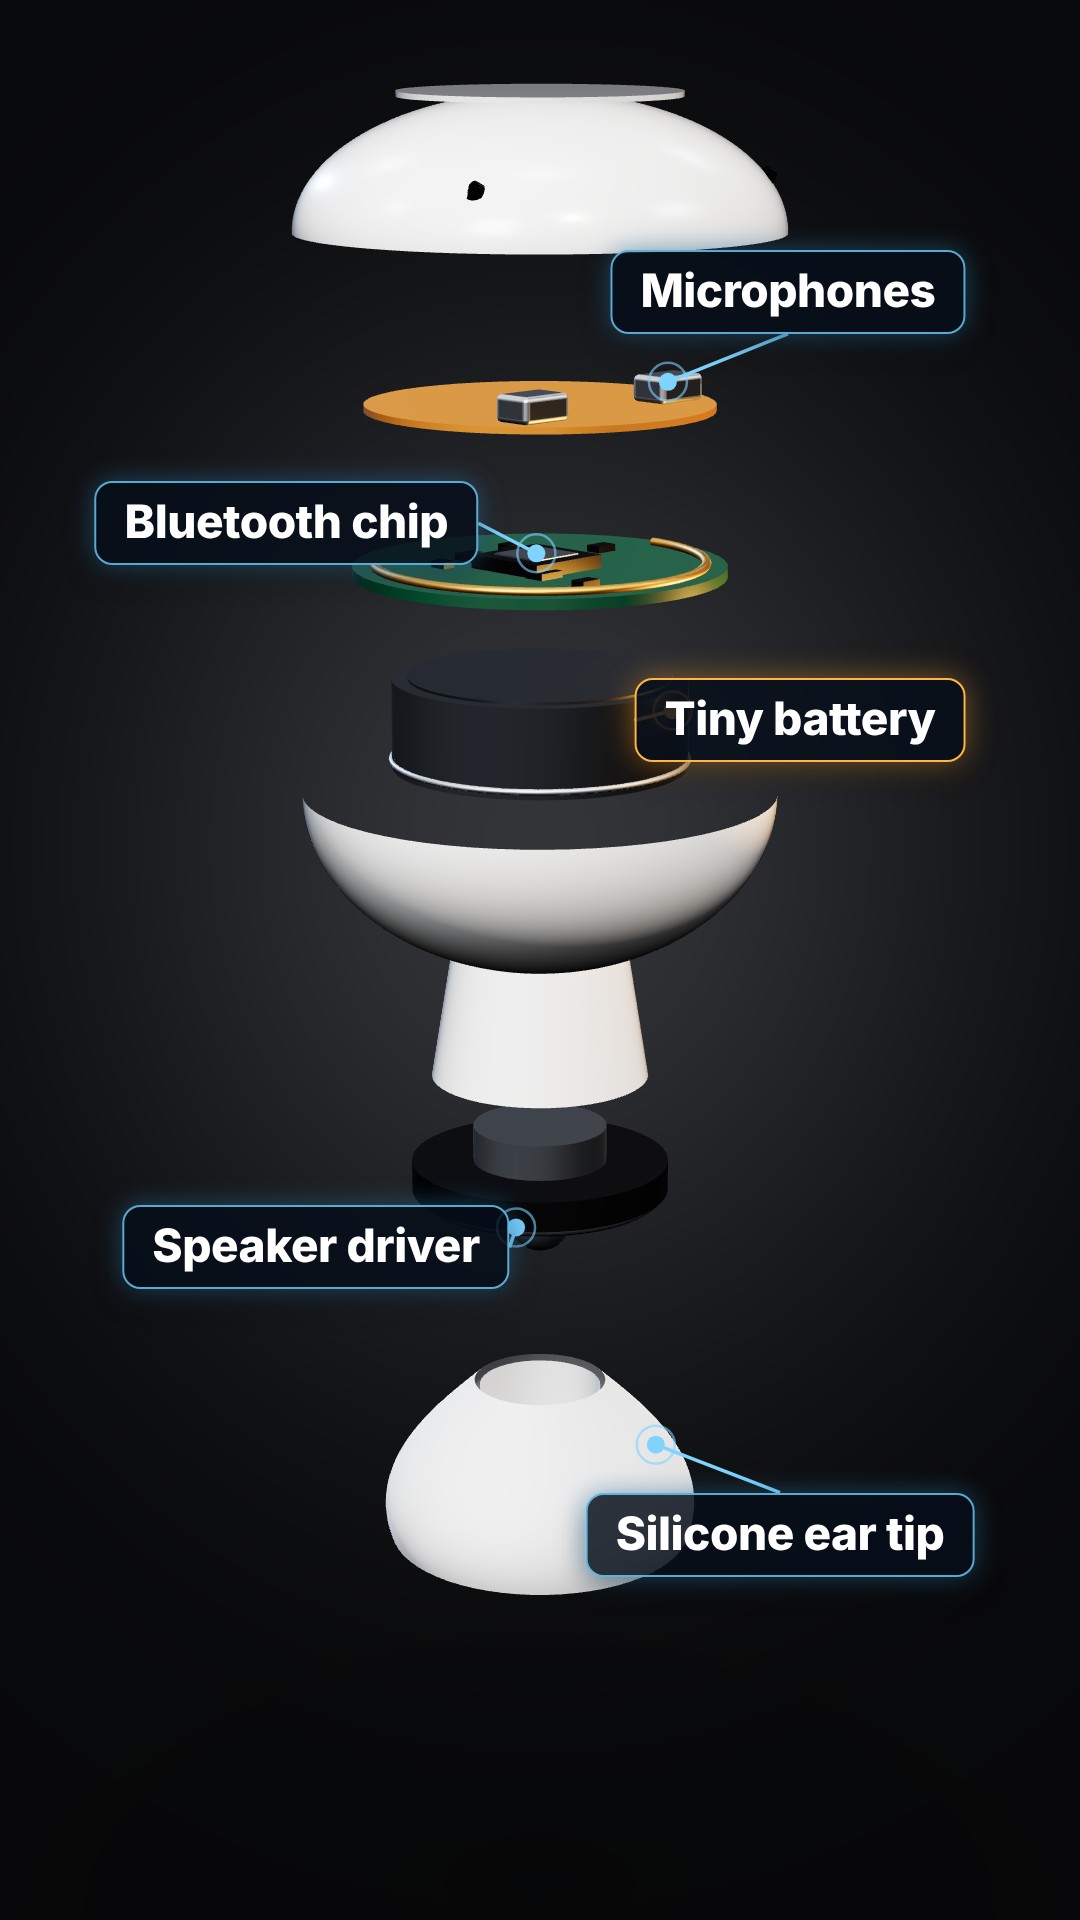 Microphones
Bluetooth chip
Tiny battery
Speaker driver
Silicone ear tip